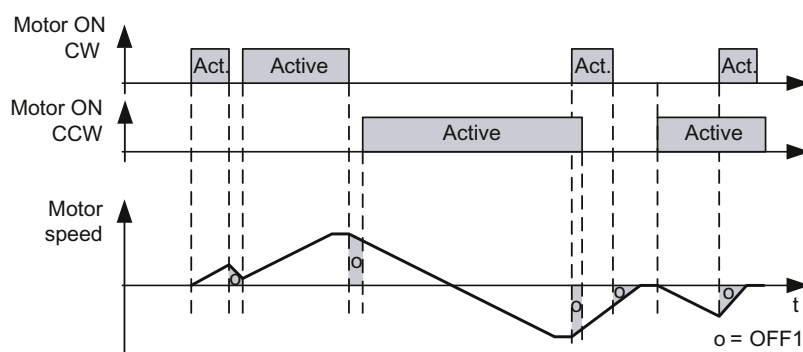 Motor ON
CW
Act.
Active
Act.
Act.
Motor ON
CCW
Active
Active
Motor
speed
o
o
o
o
o
t
o = OFF1